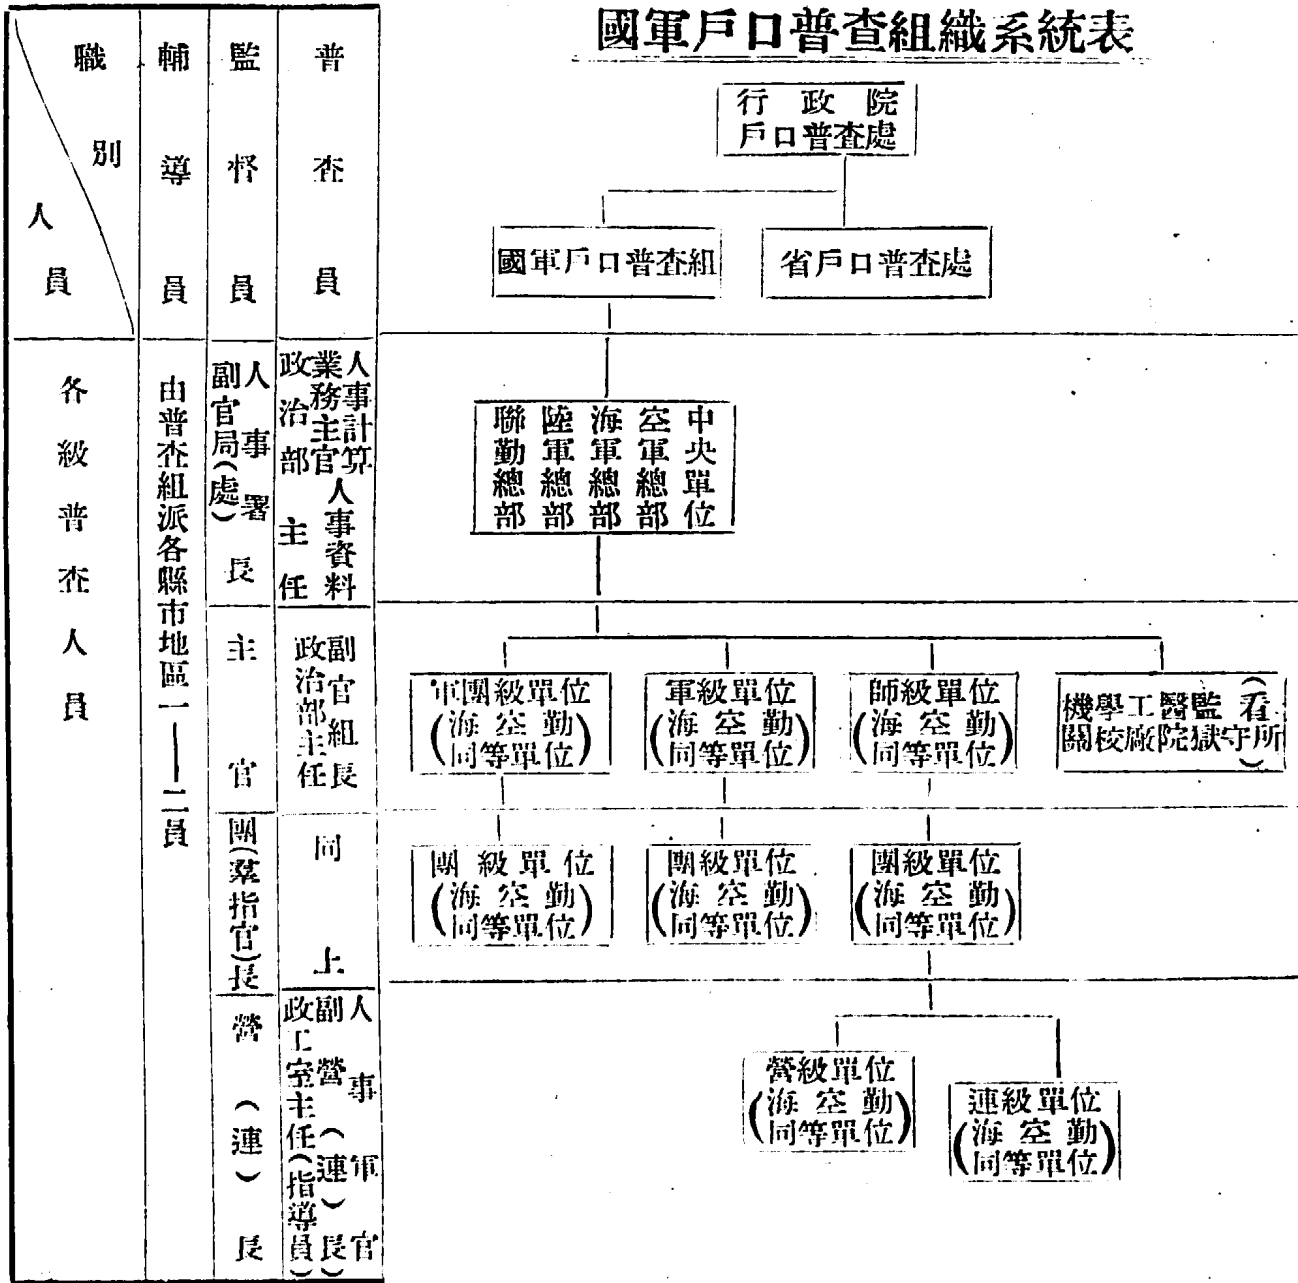 國軍戶口普查組織系統表
行政院
戶口普查處
國軍戶口普查組
省戶口普查處
中央單位
空軍總部
海軍總部
陸軍總部
聯勤總部
軍團級單位
(海空勤
同等單位)
軍級單位
(海空勤
同等單位)
師級單位
(海空勤
同等單位)
機學工醫監(看
關校廠院獄守所)
團級單位
(海空勤
同等單位)
團級單位
(海空勤
同等單位)
團級單位
(海空勤
同等單位)
營級單位
(海空勤
同等單位)
連級單位
(海空勤
同等單位)
職別
人員
輔導員
監督員
普查員
各級普查人員
由普查組派各縣市地區一——二員
人事署長
副官局(處)
人事計算
人事資料
業務主官
政治部主任
主官
副官組長
政治部主任
團(羣指官)長
同上
營(連)長
人事軍官
副營(連)長
政工室主任(指導員)